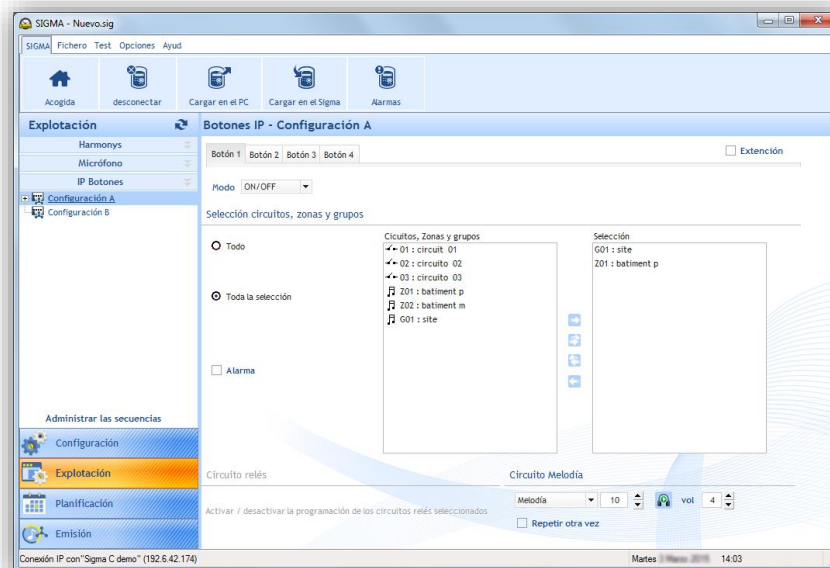 SIGMA - Nuevo.sig
SIGMA Fichero Test Opciones Ayud
Acogida desconectar Cargar en el PC Cargar en el Sigma Alarmas
Explotación
Harmonys
Micrófono
IP Botones
Configuración A
Configuración B
Administrar las secuencias
Configuración
Explotación
Planificación
Emisión
Botones IP - Configuración A
Botón 1 Botón 2 Botón 3 Botón 4
Extención
Modo ON/OFF
Selección circuitos, zonas y grupos
Todo
Toda la selección
Alarma
Cicuitos, Zonas y grupos
01 : circuit 01
02 : circuito 02
03 : circuito 03
Z01 : batiment p
Z02 : batiment m
G01 : site
Selección
G01 : site
Z01 : batiment p
Circuito relés
Activar / desactivar la programación de los circuitos relés seleccionados
Circuito Melodía
Melodía 10 vol 4
Repetir otra vez
Conexión IP con"Sigma C demo" (192.6.42.174)
Martes 3 Marzo 2015 14:03